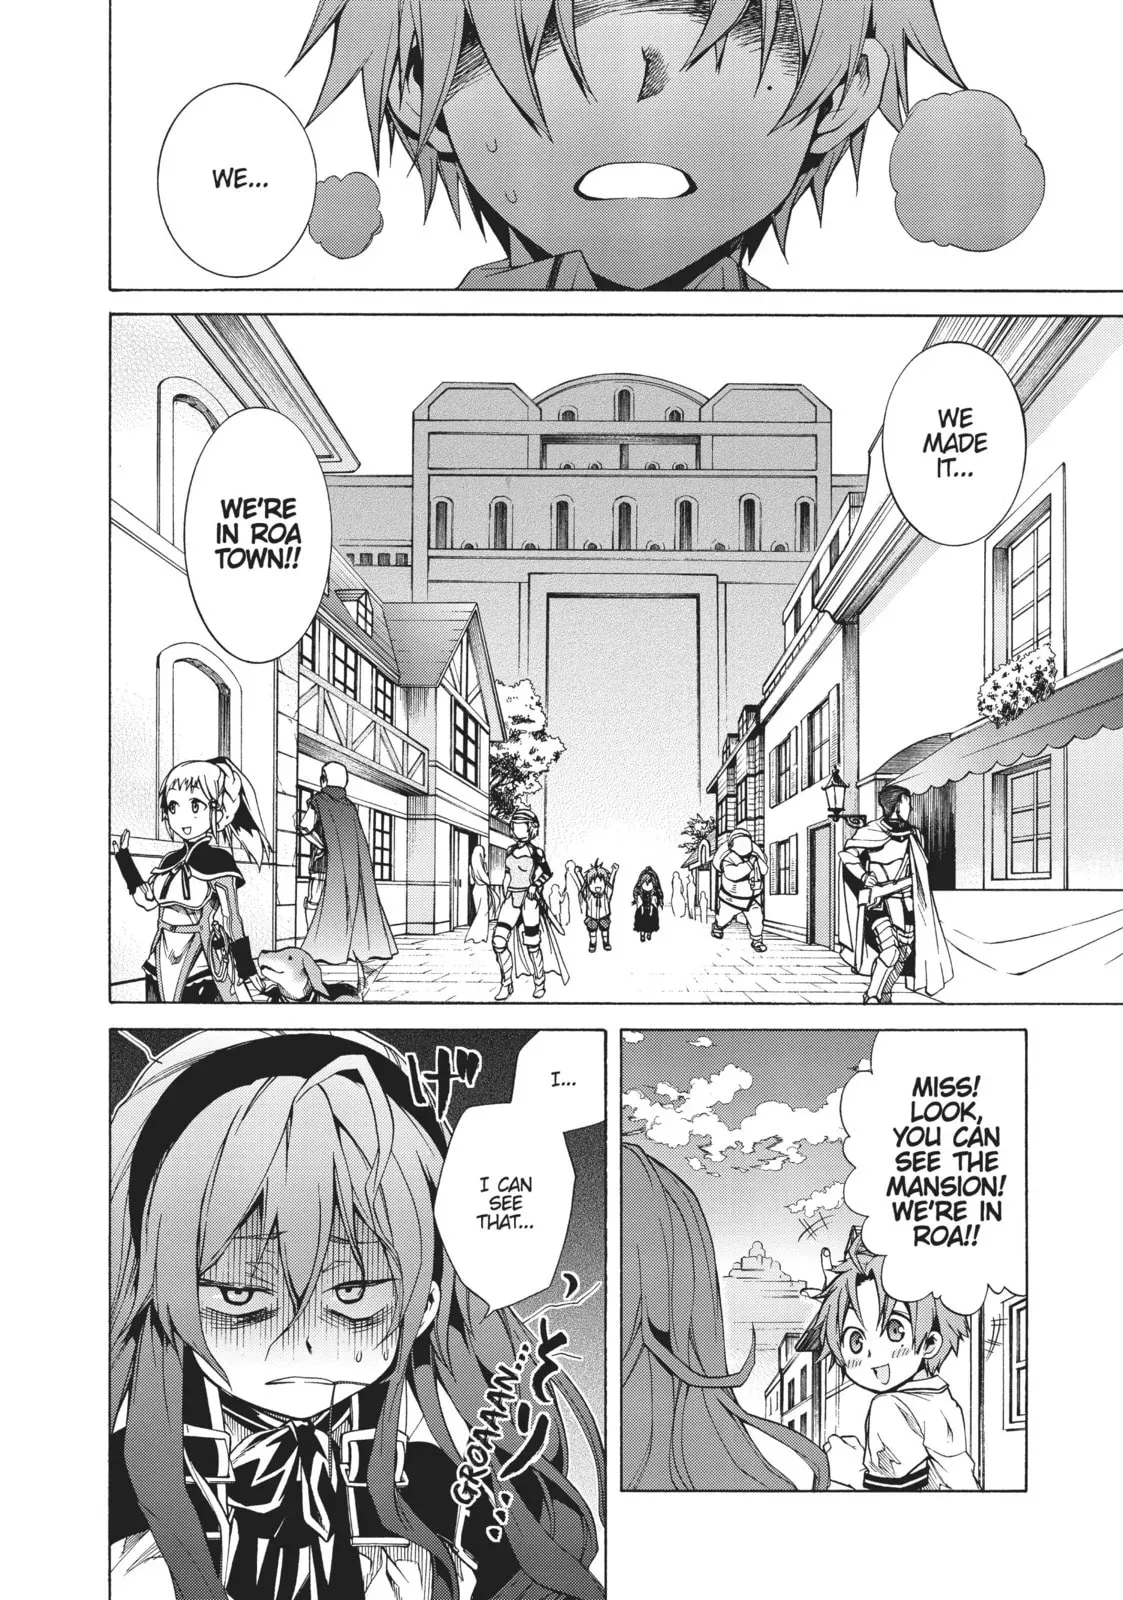 WE...
WE
MADE
IT...
WE'RE
IN ROA
TOWN!!
MISS!
LOOK,
YOU CAN
SEE THE
MANSION!
WE'RE IN
ROA!!
I...
I CAN
SEE
THAT...
げ
GROAAAN...